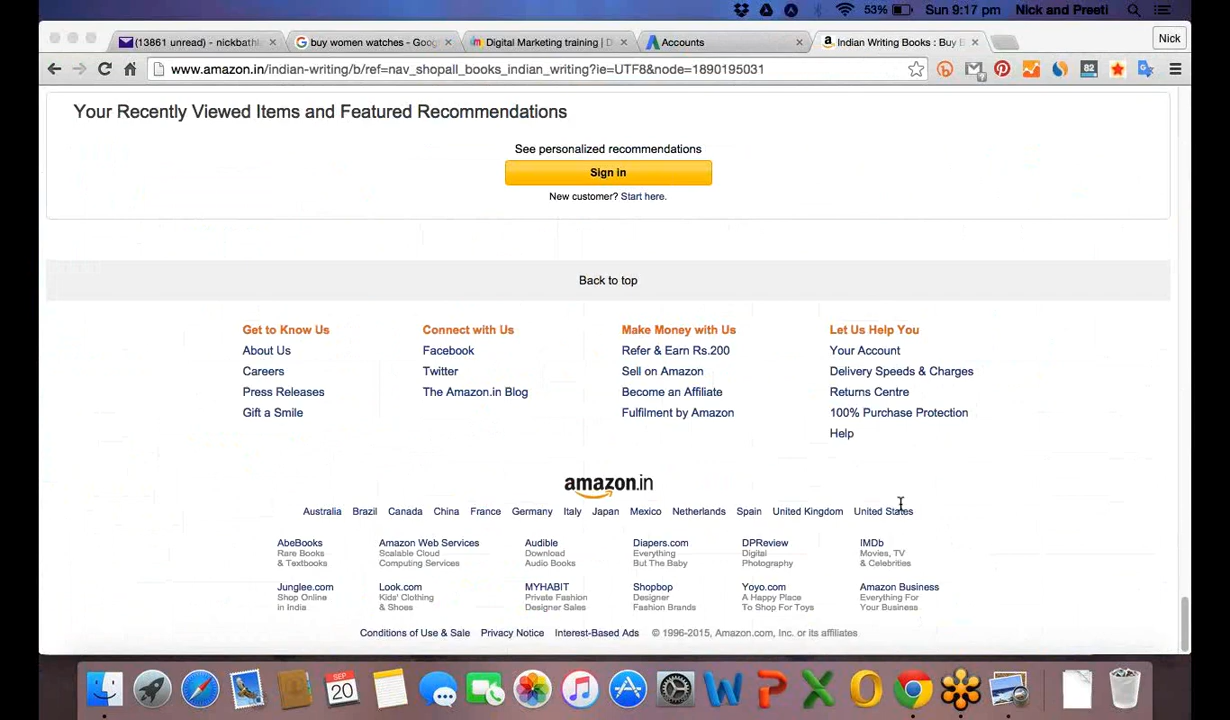 53% Sun 9:17 pm Nick and Preeti
(13861 unread) - nickbathl
buy women watches - Goog
Digital Marketing training | D
Accounts
Indian Writing Books : Buy B
Nick
www.amazon.in/indian-writing/b/ref=nav_shopall_books_indian_writing?ie=UTF8&node=1890195031
82
Your Recently Viewed Items and Featured Recommendations
See personalized recommendations
Sign in
New customer? Start here.
Back to top
Get to Know Us
About Us
Careers
Press Releases
Gift a Smile
Connect with Us
Facebook
Twitter
The Amazon.in Blog
Make Money with Us
Refer & Earn Rs.200
Sell on Amazon
Become an Affiliate
Fulfilment by Amazon
Let Us Help You
Your Account
Delivery Speeds & Charges
Returns Centre
100% Purchase Protection
Help
amazon.in
Australia Brazil Canada China France Germany Italy Japan Mexico Netherlands Spain United Kingdom United States
AbeBooks
Rare Books
& Textbooks
Amazon Web Services
Scalable Cloud
Computing Services
Audible
Download
Audio Books
Diapers.com
Everything
But The Baby
DPReview
Digital
Photography
IMDb
Movies, TV
& Celebrities
Junglee.com
Shop Online
in India
Look.com
Kids' Clothing
& Shoes
MYHABIT
Private Fashion
Designer Sales
Shopbop
Designer
Fashion Brands
Yoyo.com
A Happy Place
To Shop For Toys
Amazon Business
Everything For
Your Business
Conditions of Use & Sale Privacy Notice Interest-Based Ads © 1996-2015, Amazon.com, Inc. or its affiliates
SEP
20